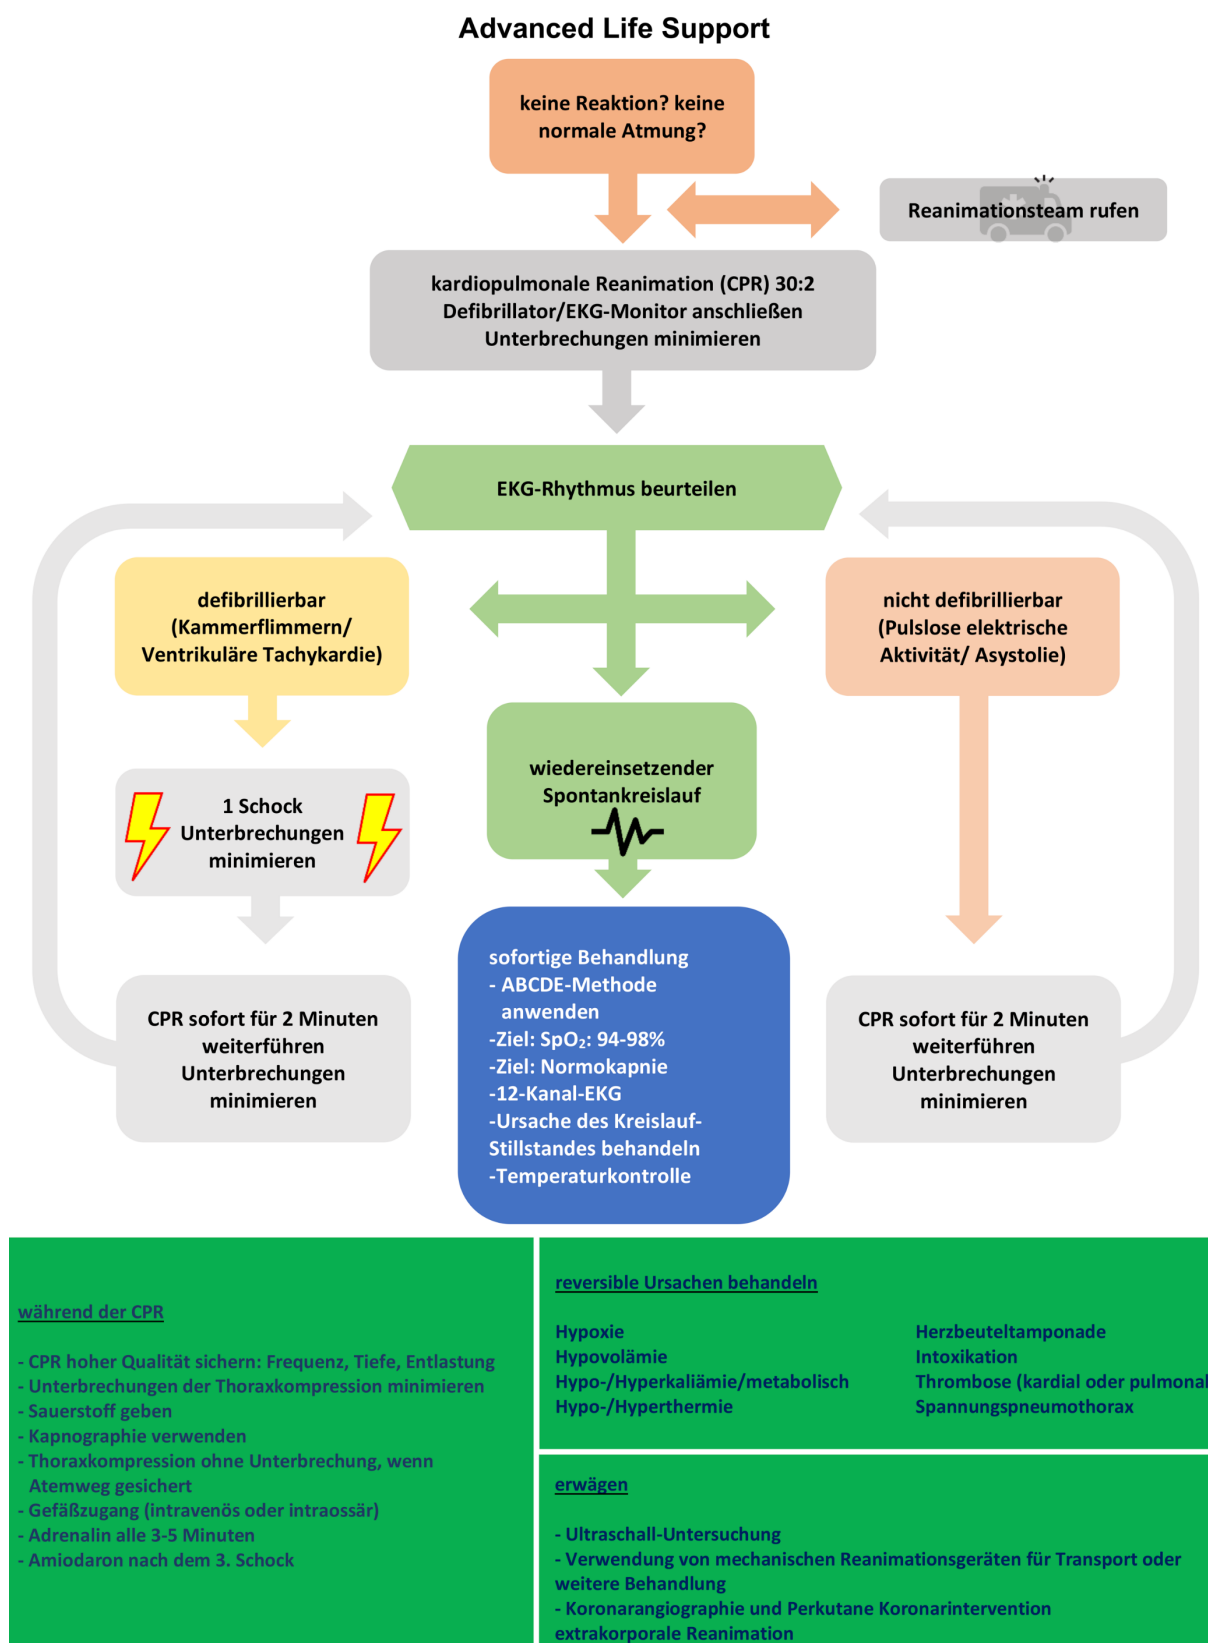 Advanced Life Support
keine Reaktion? keine
normale Atmung?
Reanimationsteam rufen
kardiopulmonale Reanimation (CPR) 30:2
Defibrillator/EKG-Monitor anschließen
Unterbrechungen minimieren
EKG-Rhythmus beurteilen
defibrillierbar
(Kammerflimmern/
Ventrikuläre Tachykardie)
nicht defibrillierbar
(Pulslose elektrische
Aktivität/ Asystolie)
1 Schock
Unterbrechungen
minimieren
wiedereinsetzender
Spontankreislauf
CPR sofort für 2 Minuten
weiterführen
Unterbrechungen
minimieren
sofortige Behandlung
- ABCDE-Methode
anwenden
-Ziel: SpO₂: 94-98%
-Ziel: Normokapnie
-12-Kanal-EKG
-Ursache des Kreislauf-
Stillstandes behandeln
-Temperaturkontrolle
CPR sofort für 2 Minuten
weiterführen
Unterbrechungen
minimieren
während der CPR
- CPR hoher Qualität sichern: Frequenz, Tiefe, Entlastung
- Unterbrechungen der Thoraxkompression minimieren
- Sauerstoff geben
- Kapnographie verwenden
- Thoraxkompression ohne Unterbrechung, wenn
Atemweg gesichert
- Gefäßzugang (intravenös oder intraossär)
- Adrenalin alle 3-5 Minuten
- Amiodaron nach dem 3. Schock
reversible Ursachen behandeln
Hypoxie
Hypovolämie
Hypo-/Hyperkaliämie/metabolisch
Hypo-/Hyperthermie
Herzbeuteltamponade
Intoxikation
Thrombose (kardial oder pulmonal
Spannungspneumothorax
erwägen
- Ultraschall-Untersuchung
- Verwendung von mechanischen Reanimationsgeräten für Transport oder
weitere Behandlung
- Koronarangiographie und Perkutane Koronarintervention
extrakorporale Reanimation